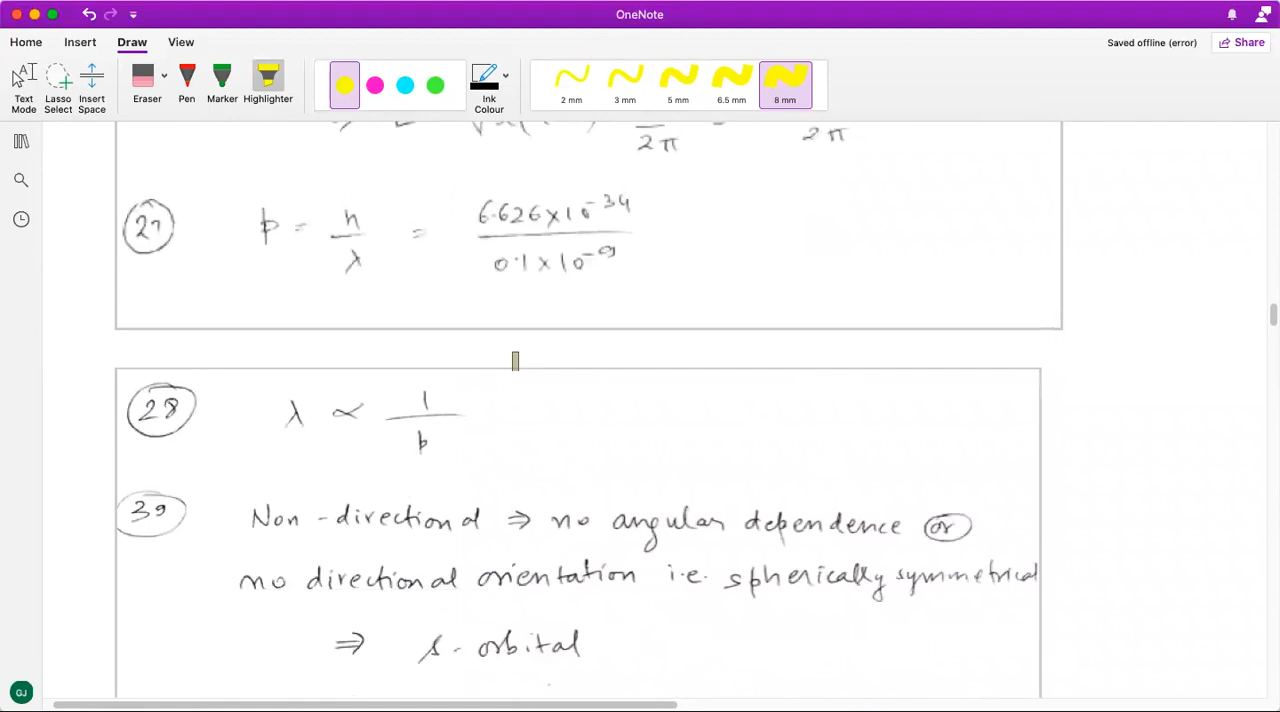 OneNote
Home Insert Draw View
Saved offline (error) Share
Text Mode
Lasso Select
Insert Space
Eraser
Pen
Marker
Highlighter
Ink Colour
2 mm
3 mm
5 mm
6.5 mm
8 mm
2π 2π
27 p = h/λ = 6.626×10⁻³⁴ / 0.1×10⁻⁹
28 λ ∝ 1/p
39 Non-directional ⇒ no angular dependence or
no directional orientation i.e. spherically symmetrical
⇒ s-orbital
GJ